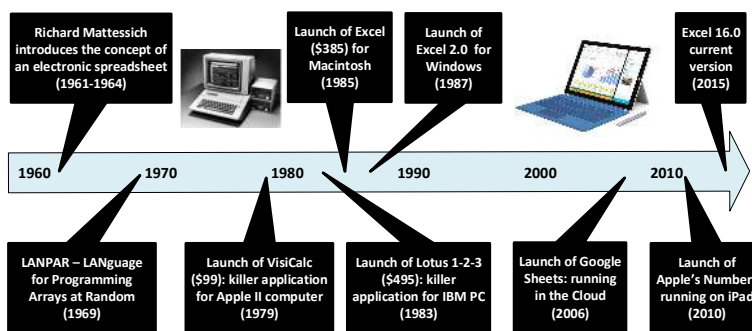 Richard Mattessich
introduces the concept of
an electronic spreadsheet
(1961-1964)
Launch of Excel
($385) for
Macintosh
(1985)
Launch of
Excel 2.0 for
Windows
(1987)
Excel 16.0
current
version
(2015)
1960
1970
1980
1990
2000
2010
LANPAR – LANguage
for Programming
Arrays at Random
(1969)
Launch of VisiCalc
($99): killer application
for Apple II computer
(1979)
Launch of Lotus 1-2-3
($495): killer
application for IBM PC
(1983)
Launch of Google
Sheets: running
in the Cloud
(2006)
Launch of
Apple’s Number
running on iPad
(2010)